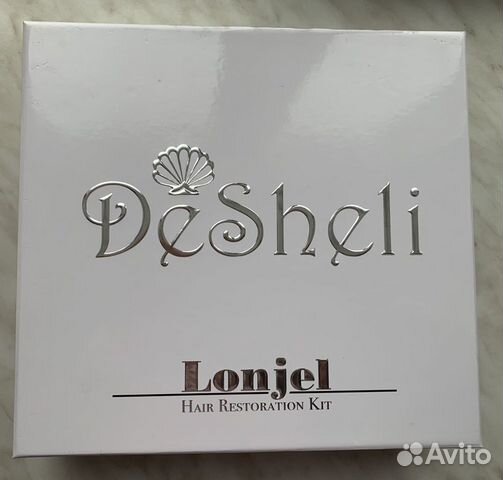 DeSheli
Lonjel
Hair Restoration Kit
Avito